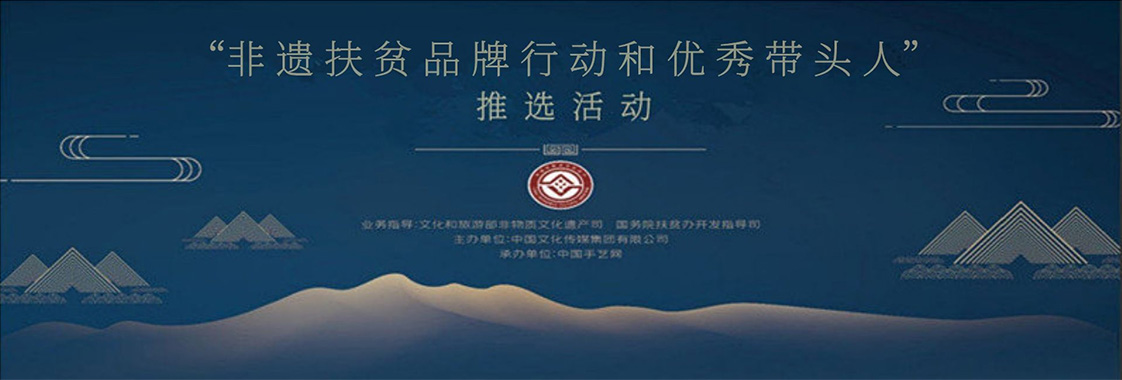 “非遗扶贫品牌行动和优秀带头人”
推选活动
业务指导:文化和旅游部非物质文化遗产司 国务院扶贫办开发指导司
主办单位:中国文化传媒集团有限公司
承办单位:中国手艺网